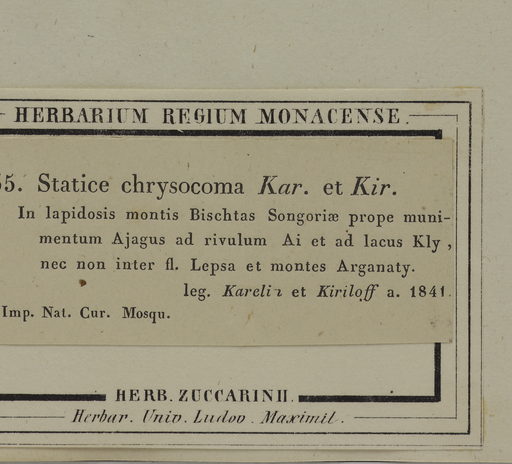 HERBARIUM REGIUM MONACENSE.
55. Statice chrysocoma Kar. et Kir.
In lapidosis montis Bischtas Songoriæ prope muni-
mentum Ajagus ad rivulum Ai et ad lacus Kly,
nec non inter fl. Lepsa et montes Arganaty.
leg. Karelin et Kiriloff a. 1841.
Imp. Nat. Cur. Mosqu.
HERB. ZUCCARINII.
Herbar. Univ. Ludov. Maximil.